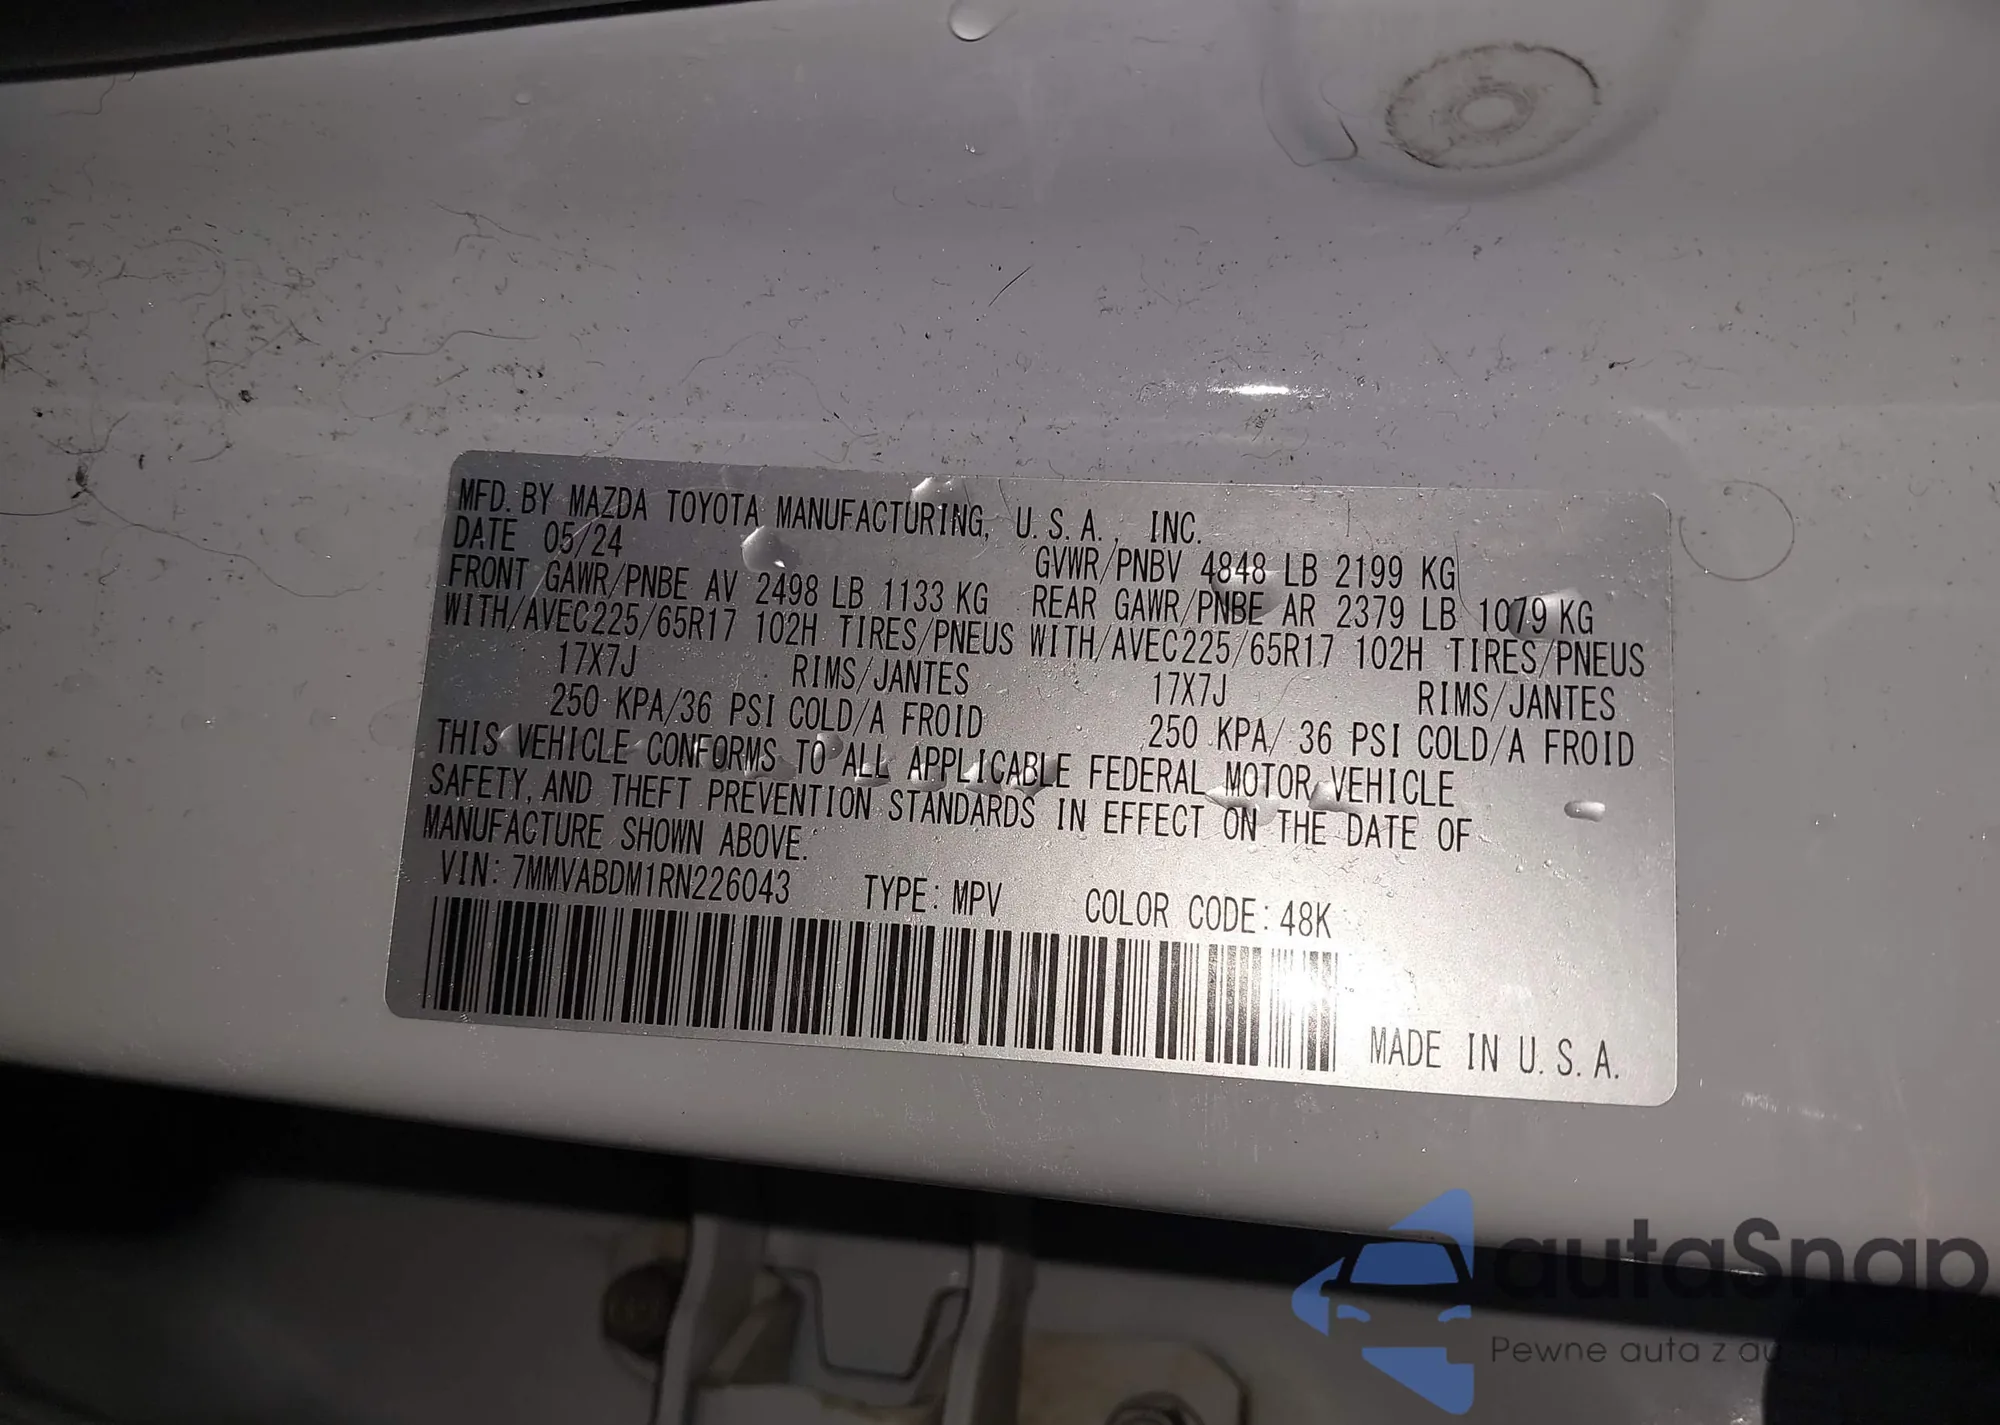 MFD. BY MAZDA TOYOTA MANUFACTURING, U.S.A., INC.
DATE 05/24 GVWR/PNBV 4848 LB 2199 KG
FRONT GAWR/PNBE AV 2498 LB 1133 KG REAR GAWR/PNBE AR 2379 LB 1079 KG
WITH/AVEC225/65R17 102H TIRES/PNEUS WITH/AVEC225/65R17 102H TIRES/PNEUS
17X7J RIMS/JANTES 17X7J RIMS/JANTES
250 KPA/36 PSI COLD/A FROID 250 KPA/ 36 PSI COLD/A FROID
THIS VEHICLE CONFORMS TO ALL APPLICABLE FEDERAL MOTOR VEHICLE
SAFETY, AND THEFT PREVENTION STANDARDS IN EFFECT ON THE DATE OF
MANUFACTURE SHOWN ABOVE.
VIN: 7MMVABDM1RN226043 TYPE: MPV COLOR CODE: 48K
MADE IN U.S.A.
autaSnap
Pewne auta z